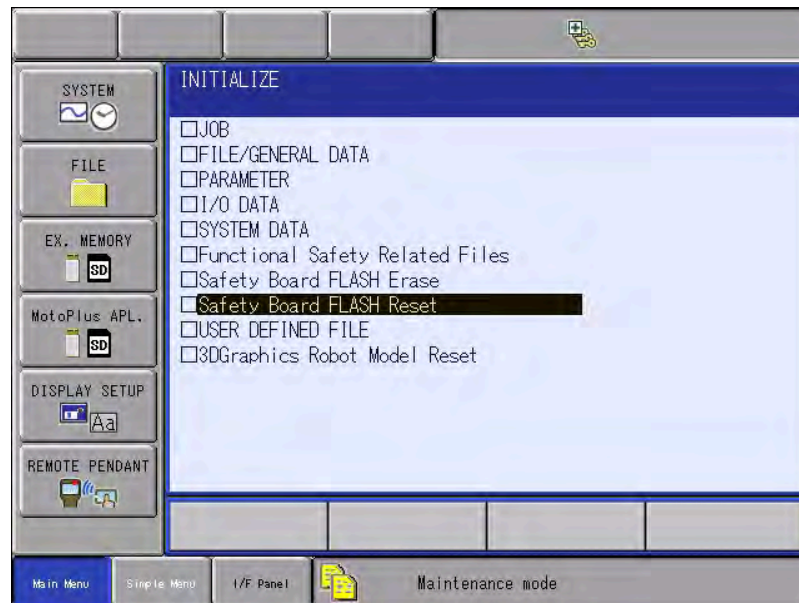 INITIALIZE
SYSTEM
FILE
EX. MEMORY
SD
MotoPlus APL.
SD
DISPLAY SETUP
Aa
REMOTE PENDANT
□JOB
□FILE/GENERAL DATA
□PARAMETER
□I/O DATA
□SYSTEM DATA
□Functional Safety Related Files
□Safety Board FLASH Erase
□Safety Board FLASH Reset
□USER DEFINED FILE
□3DGraphics Robot Model Reset
Main Menu
Simple Menu
I/F Panel
Maintenance mode